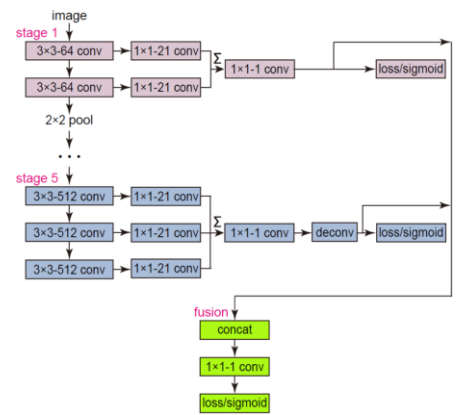 image
stage 1
3×3-64 conv
1×1-21 conv
Σ
1×1-1 conv
loss/sigmoid
3×3-64 conv
1×1-21 conv
2×2 pool
...
stage 5
3×3-512 conv
1×1-21 conv
Σ
3×3-512 conv
1×1-21 conv
1×1-1 conv
deconv
loss/sigmoid
3×3-512 conv
1×1-21 conv
fusion
concat
1×1-1 conv
loss/sigmoid